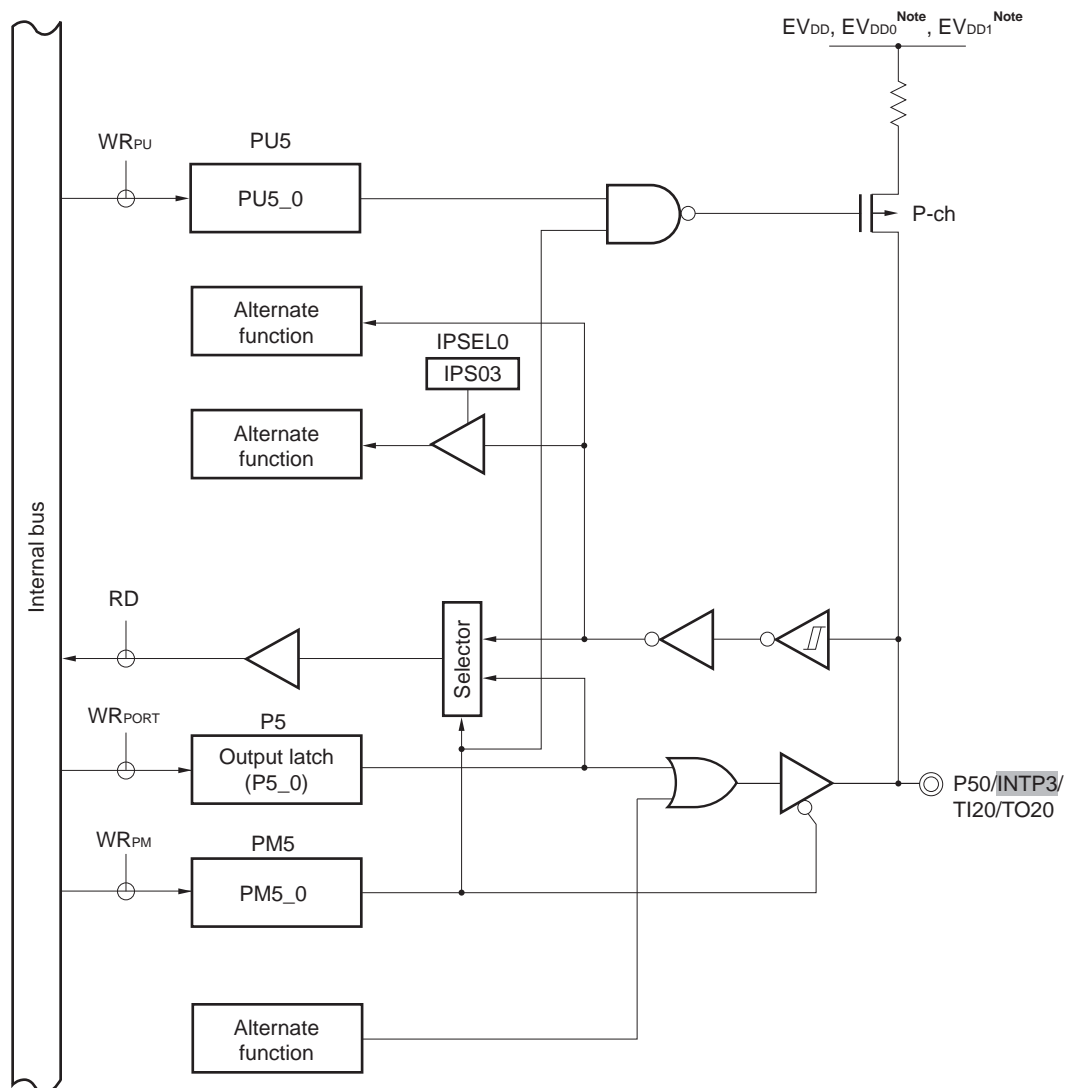 EVDD, EVDD0Note, EVDD1Note
WRPU
PU5
PU5_0
P-ch
Alternate
function
IPSEL0
IPS03
Alternate
function
Internal bus
RD
Selector
WRPORT
P5
Output latch
(P5_0)
P50/INTP3/
TI20/TO20
WRPM
PM5
PM5_0
Alternate
function